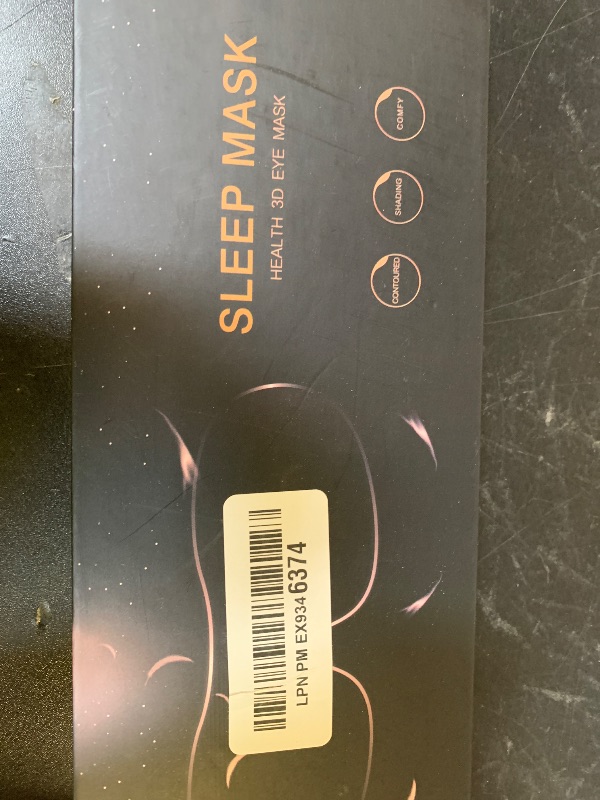 SLEEP MASK
HEALTH 3D EYE MASK
CONTOURED
SHADING
COMFY
LPN PM EX9346374